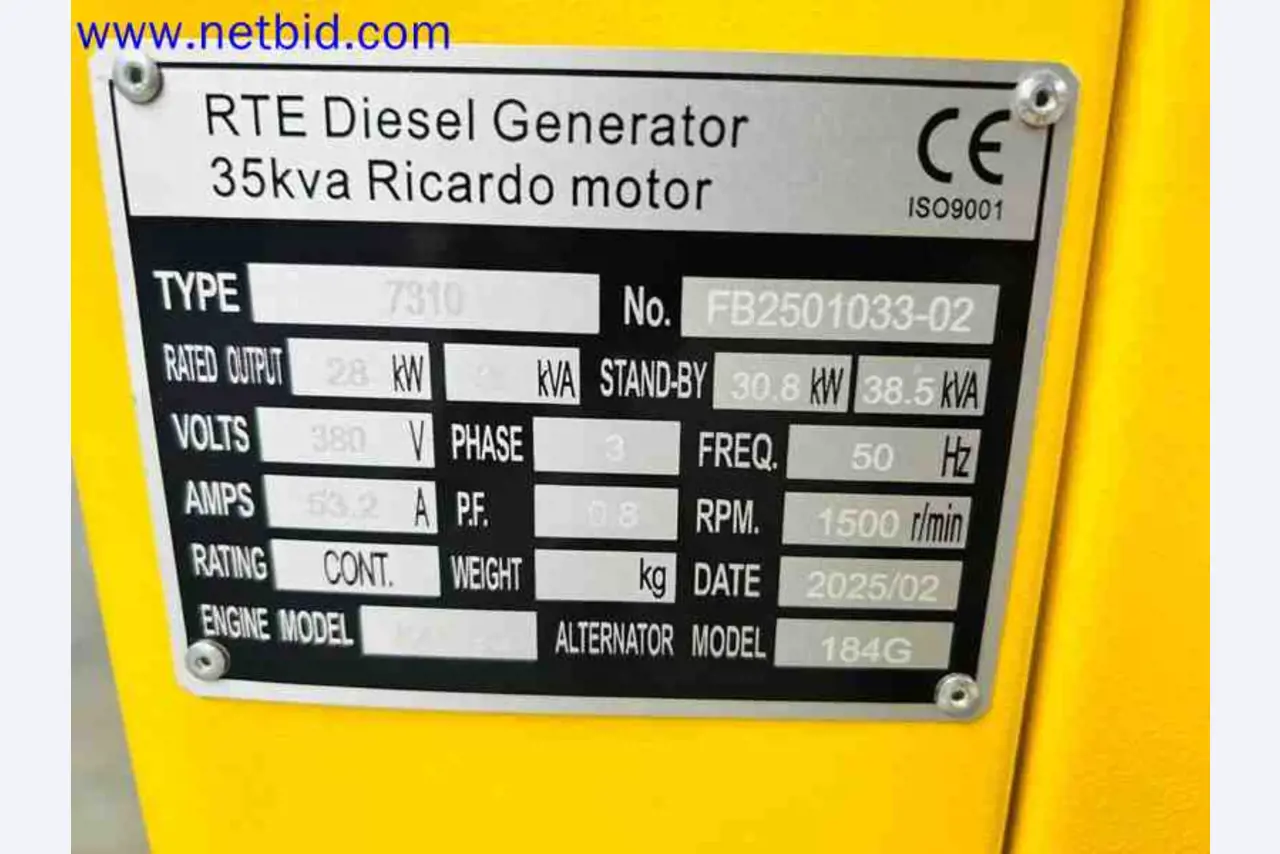 www.netbid.com
RTE Diesel Generator
35kva Ricardo motor
CE
ISO9001
TYPE 7310 No. FB2501033-02
RATED OUTPUT 28 kW kVA STAND-BY 30.8 kW 38.5 kVA
VOLTS 380 V PHASE 3 FREQ. 50 Hz
AMPS 53.2 A P.F. 0.8 RPM. 1500 r/min
RATING CONT. WEIGHT kg DATE 2025/02
ENGINE MODEL ALTERNATOR MODEL 184G